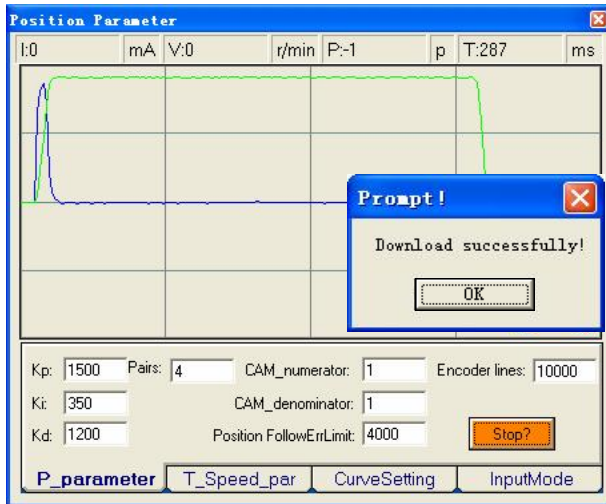 Position Parameter
I:0 mA V:0 r/min P:-1 p T:287 ms
Prompt!
Download successfully!
OK
Kp: 1500 Pairs: 4 CAM_numerator: 1 Encoder lines: 10000
Ki: 350 CAM_denominator: 1
Kd: 1200 Position FollowErrLimit: 4000 Stop?
P_parameter T_Speed_par CurveSetting InputMode